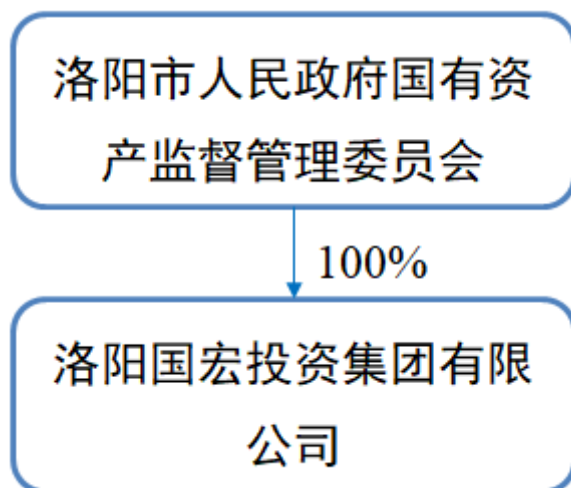 洛阳市人民政府国有资
产监督管理委员会
100%
洛阳国宏投资集团有限
公司